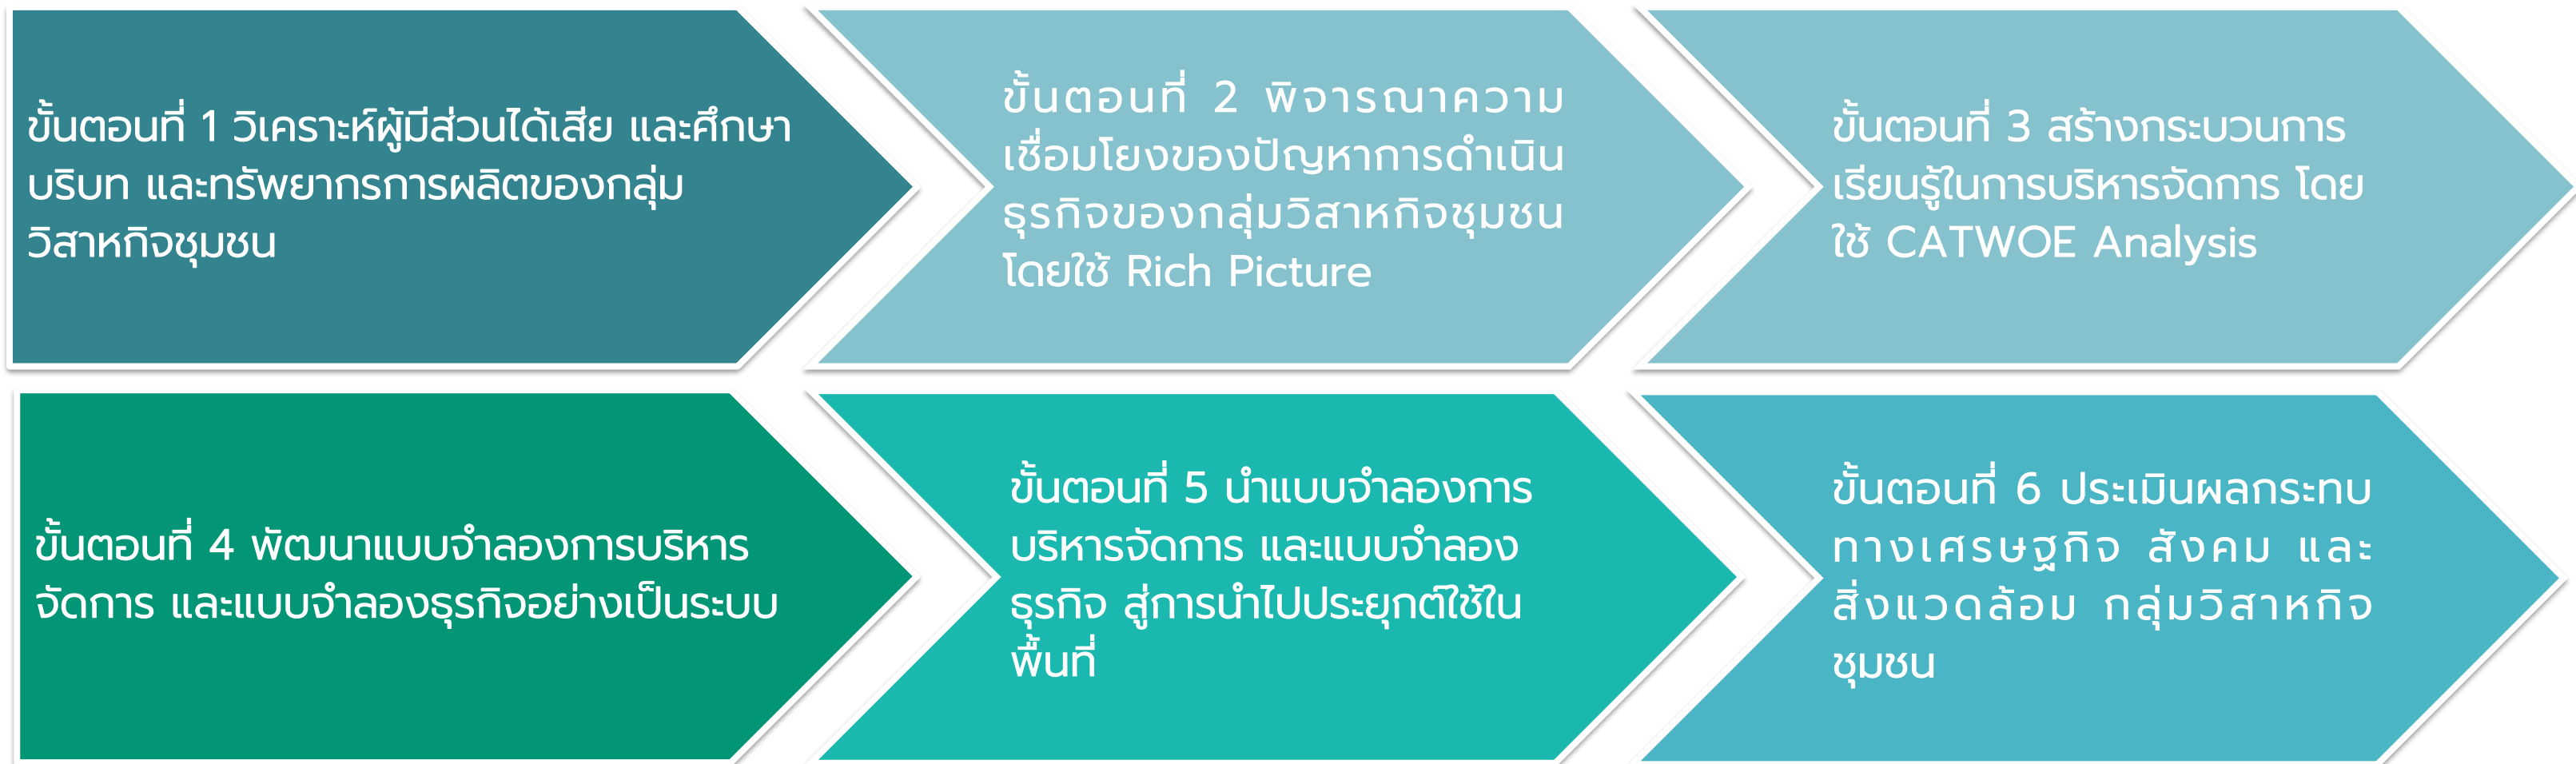 ขั้นตอนที่ 1 วิเคราะห์ผู้มีส่วนได้เสีย และศึกษา
บริบท และทรัพยากรการผลิตของกลุ่ม
วิสาหกิจชุมชน
ขั้นตอนที่ 2 พิจารณาความ
เชื่อมโยงของปัญหาการดำเนิน
ธุรกิจของกลุ่มวิสาหกิจชุมชน
โดยใช้ Rich Picture
ขั้นตอนที่ 3 สร้างกระบวนการ
เรียนรู้ในการบริหารจัดการ โดย
ใช้ CATWOE Analysis
ขั้นตอนที่ 4 พัฒนาแบบจำลองการบริหาร
จัดการ และแบบจำลองธุรกิจอย่างเป็นระบบ
ขั้นตอนที่ 5 นำแบบจำลองการ
บริหารจัดการ และแบบจำลอง
ธุรกิจ สู่การนำไปประยุกต์ใช้ใน
พื้นที่
ขั้นตอนที่ 6 ประเมินผลกระทบ
ทางเศรษฐกิจ สังคม และ
สิ่งแวดล้อม กลุ่มวิสาหกิจ
ชุมชน